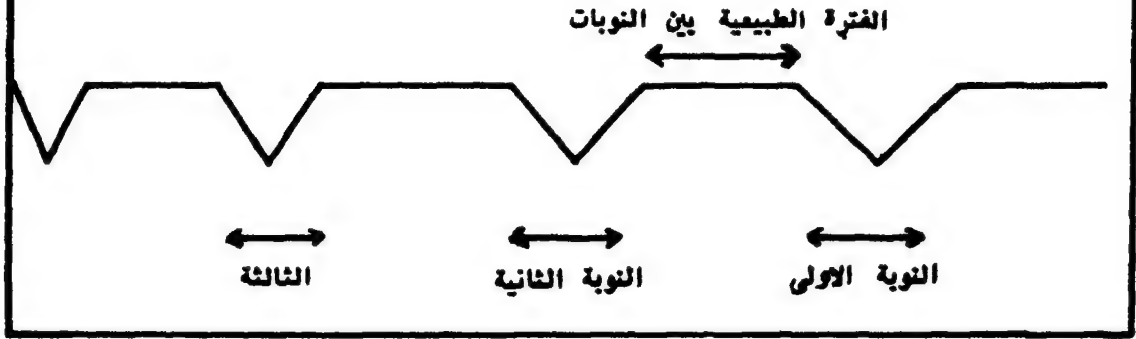 الفترة الطبيعية بين النوبات
النوبة الاولى
النوبة الثانية
الثالثة